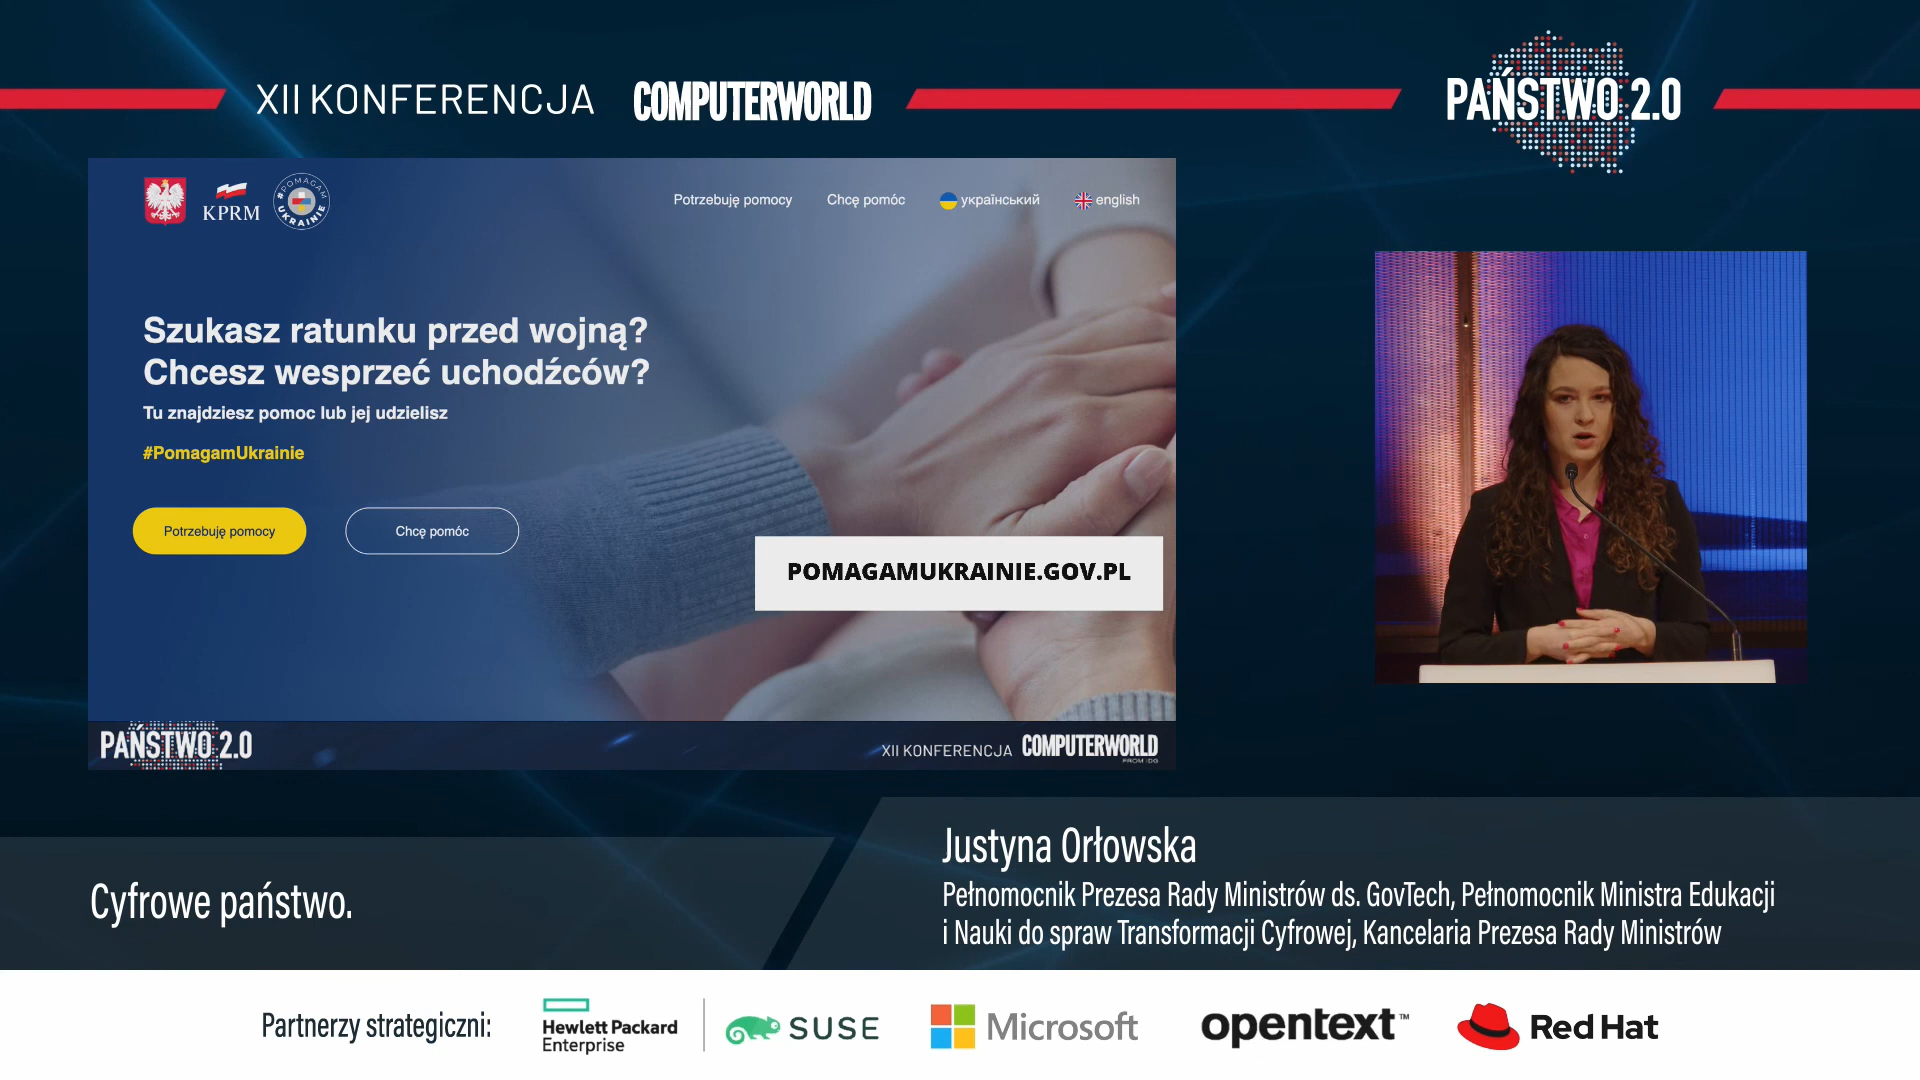 XII KONFERENCJA COMPUTERWORLD
PAŃSTWO 2.0
KPRM
#POMAGAM UKRAINIE
Potrzebuję pomocy
Chcę pomóc
український
english
Szukasz ratunku przed wojną?
Chcesz wesprzeć uchodźców?
Tu znajdziesz pomoc lub jej udzielisz
#PomagamUkrainie
Potrzebuję pomocy
Chcę pomóc
POMAGAMUKRAINIE.GOV.PL
PAŃSTWO 2.0
XII KONFERENCJA COMPUTERWORLD
FROM IDG
Cyfrowe państwo.
Justyna Orłowska
Pełnomocnik Prezesa Rady Ministrów ds. GovTech, Pełnomocnik Ministra Edukacji
i Nauki do spraw Transformacji Cyfrowej, Kancelaria Prezesa Rady Ministrów
Partnerzy strategiczni:
Hewlett Packard
Enterprise
SUSE
Microsoft
opentext™
Red Hat